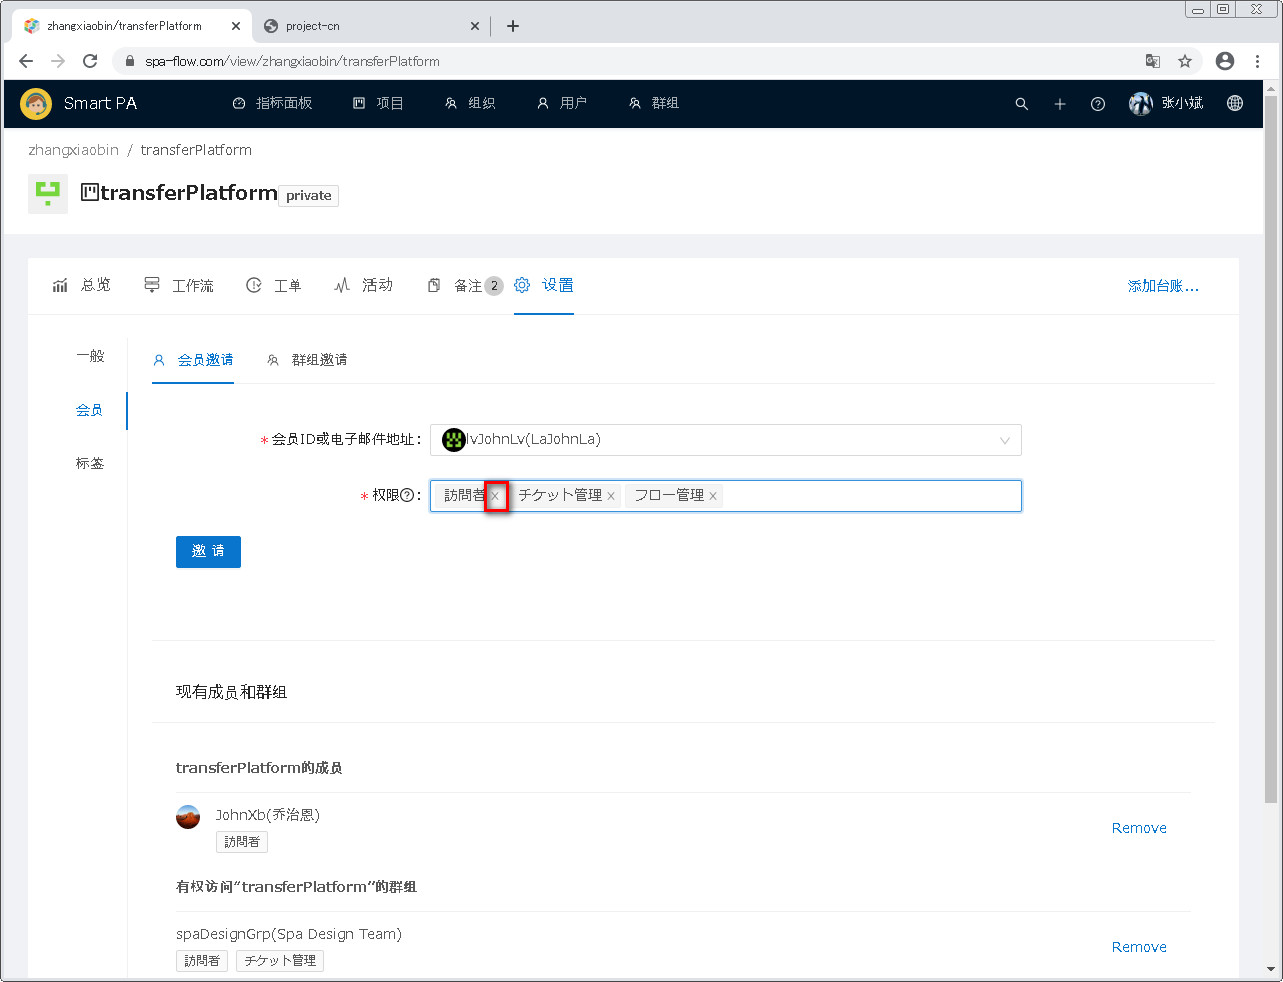 zhangxiaobin/transferPlatform
project-cn
spa-flow.com/view/zhangxiaobin/transferPlatform
Smart PA 指标面板 项目 组织 用户 群组 张小斌
zhangxiaobin / transferPlatform
transferPlatform private
总览 工作流 工单 活动 备注 2 设置 添加台账...
一般
会员
标签
会员邀请 群组邀请
* 会员ID或电子邮件地址:
lvJohnLv(LaJohnLa)
* 权限?:
訪問者 × チケット管理 × フロー管理 ×
邀 请
现有成员和群组
transferPlatform的成员
JohnXb(乔治恩)
訪問者
Remove
有权访问“transferPlatform”的群组
spaDesignGrp(Spa Design Team)
訪問者 チケット管理
Remove